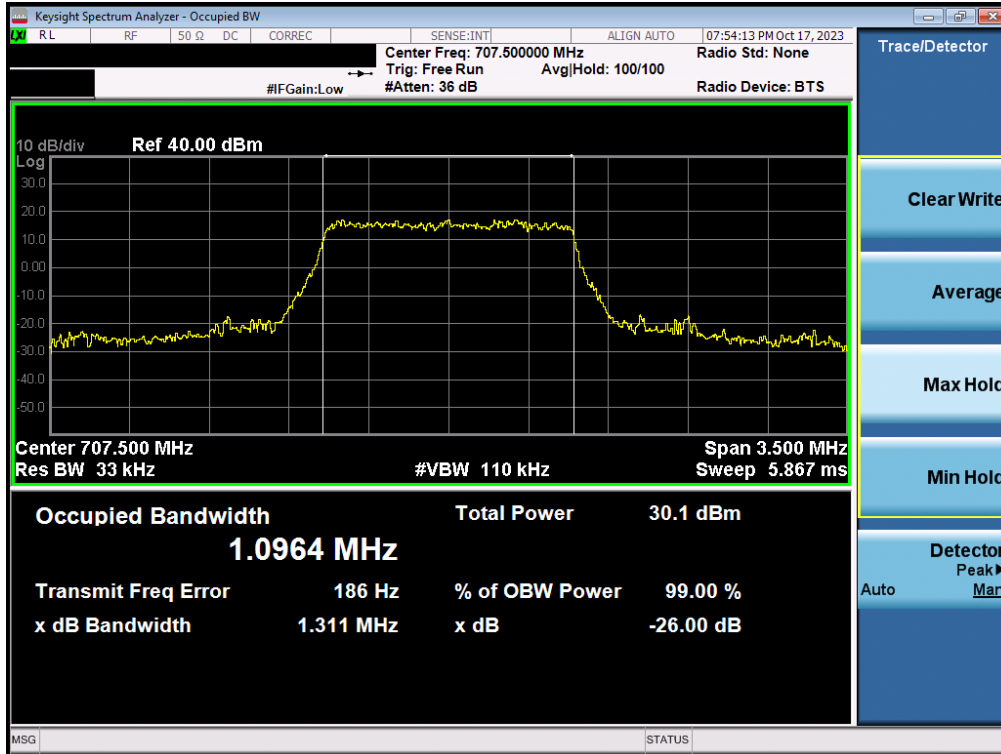 Keysight Spectrum Analyzer - Occupied BW
LXI RL RF 50 Ω DC CORREC SENSE:INT ALIGN AUTO 07:54:13 PM Oct 17, 2023
Center Freq: 707.500000 MHz Radio Std: None
Trig: Free Run Avg|Hold: 100/100
#IFGain:Low #Atten: 36 dB Radio Device: BTS
Trace/Detector
10 dB/div Ref 40.00 dBm
Log
30.0
20.0
10.0
0.00
-10.0
-20.0
-30.0
-40.0
-50.0
Center 707.500 MHz Span 3.500 MHz
Res BW 33 kHz #VBW 110 kHz Sweep 5.867 ms
Occupied Bandwidth Total Power 30.1 dBm
1.0964 MHz
Transmit Freq Error 186 Hz % of OBW Power 99.00 %
x dB Bandwidth 1.311 MHz x dB -26.00 dB
Clear Write
Average
Max Hold
Min Hold
Detector
Peak▶
Auto Man
MSG STATUS